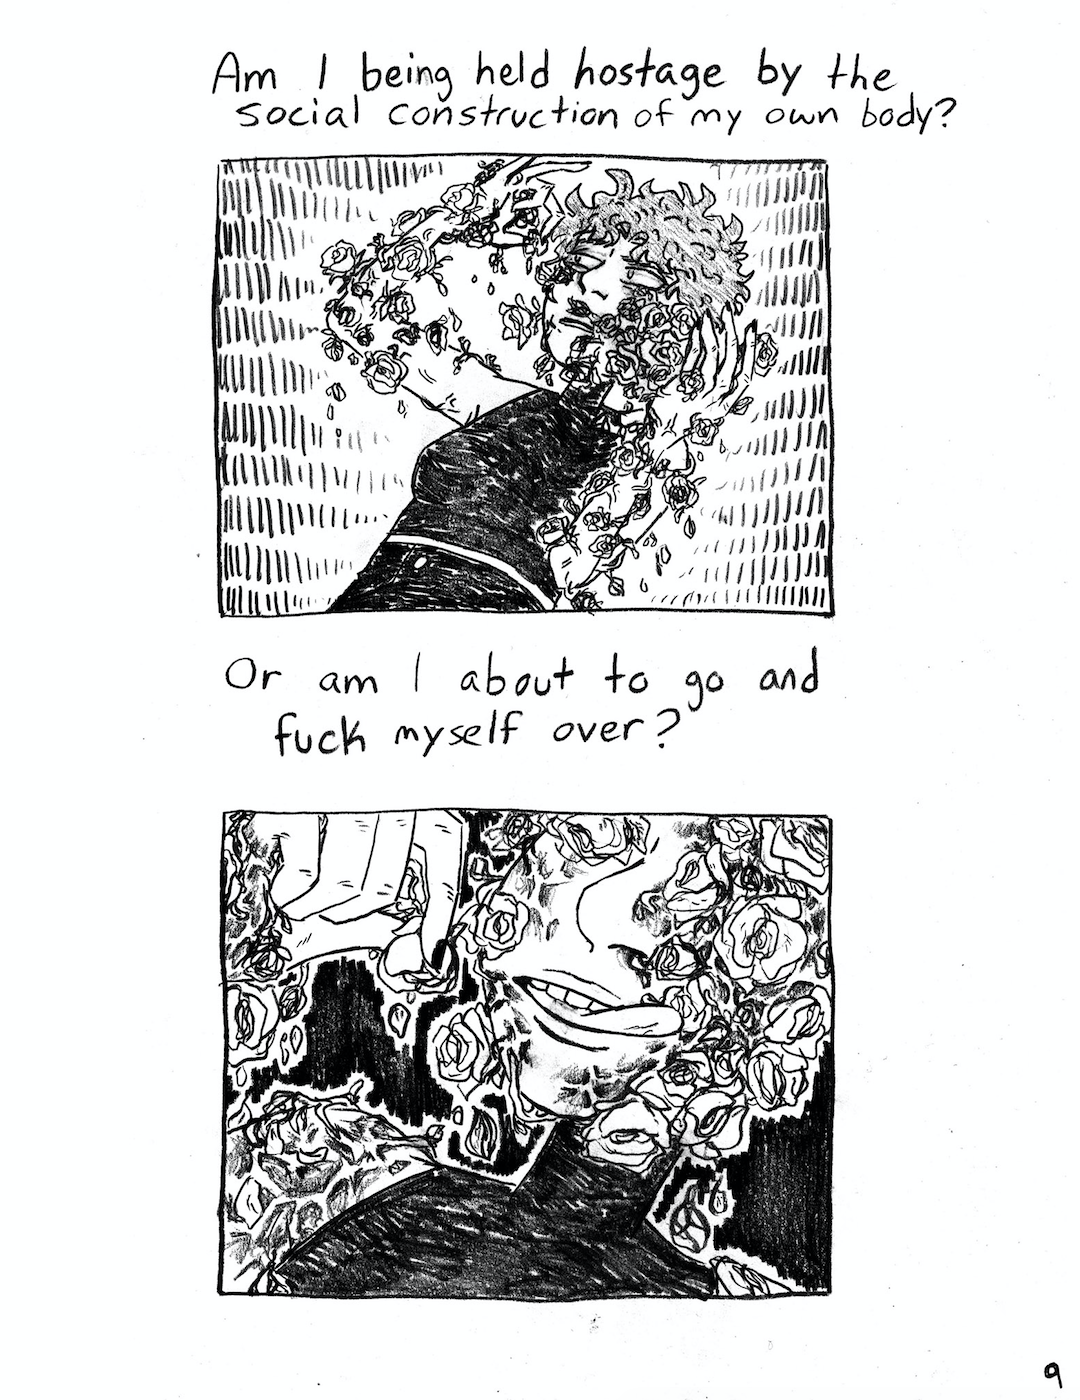 Am I being held hostage by the
social construction of my own body?
Or am I about to go and
fuck myself over?
9